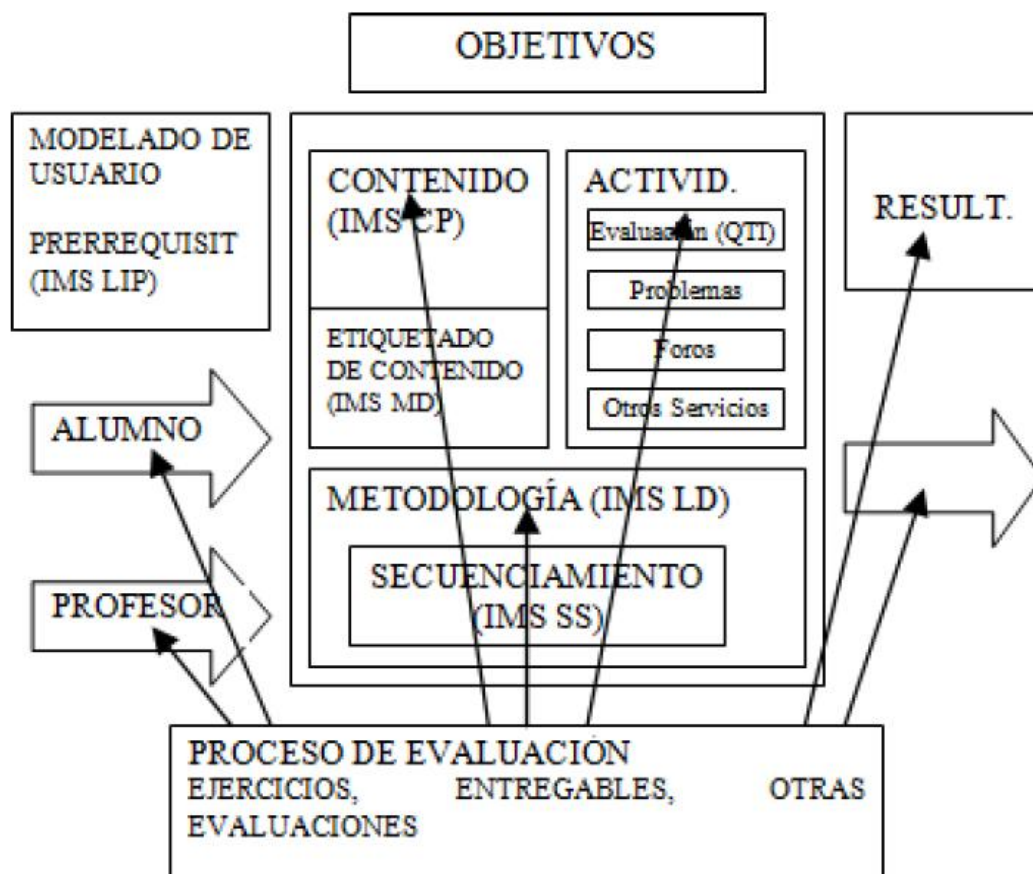 OBJETIVOS
MODELADO DE
USUARIO
PRERREQUISIT
(IMS LIP)
CONTENIDO
(IMS CP)
ETIQUETADO
DE CONTENIDO
(IMS MD)
ACTIVID.
Evaluación (QTI)
Problemas
Foros
Otros Servicios
RESULT.
ALUMNO
PROFESOR
METODOLOGÍA (IMS LD)
SECUENCIAMIENTO
(IMS SS)
PROCESO DE EVALUACIÓN
EJERCICIOS, ENTREGABLES, OTRAS
EVALUACIONES